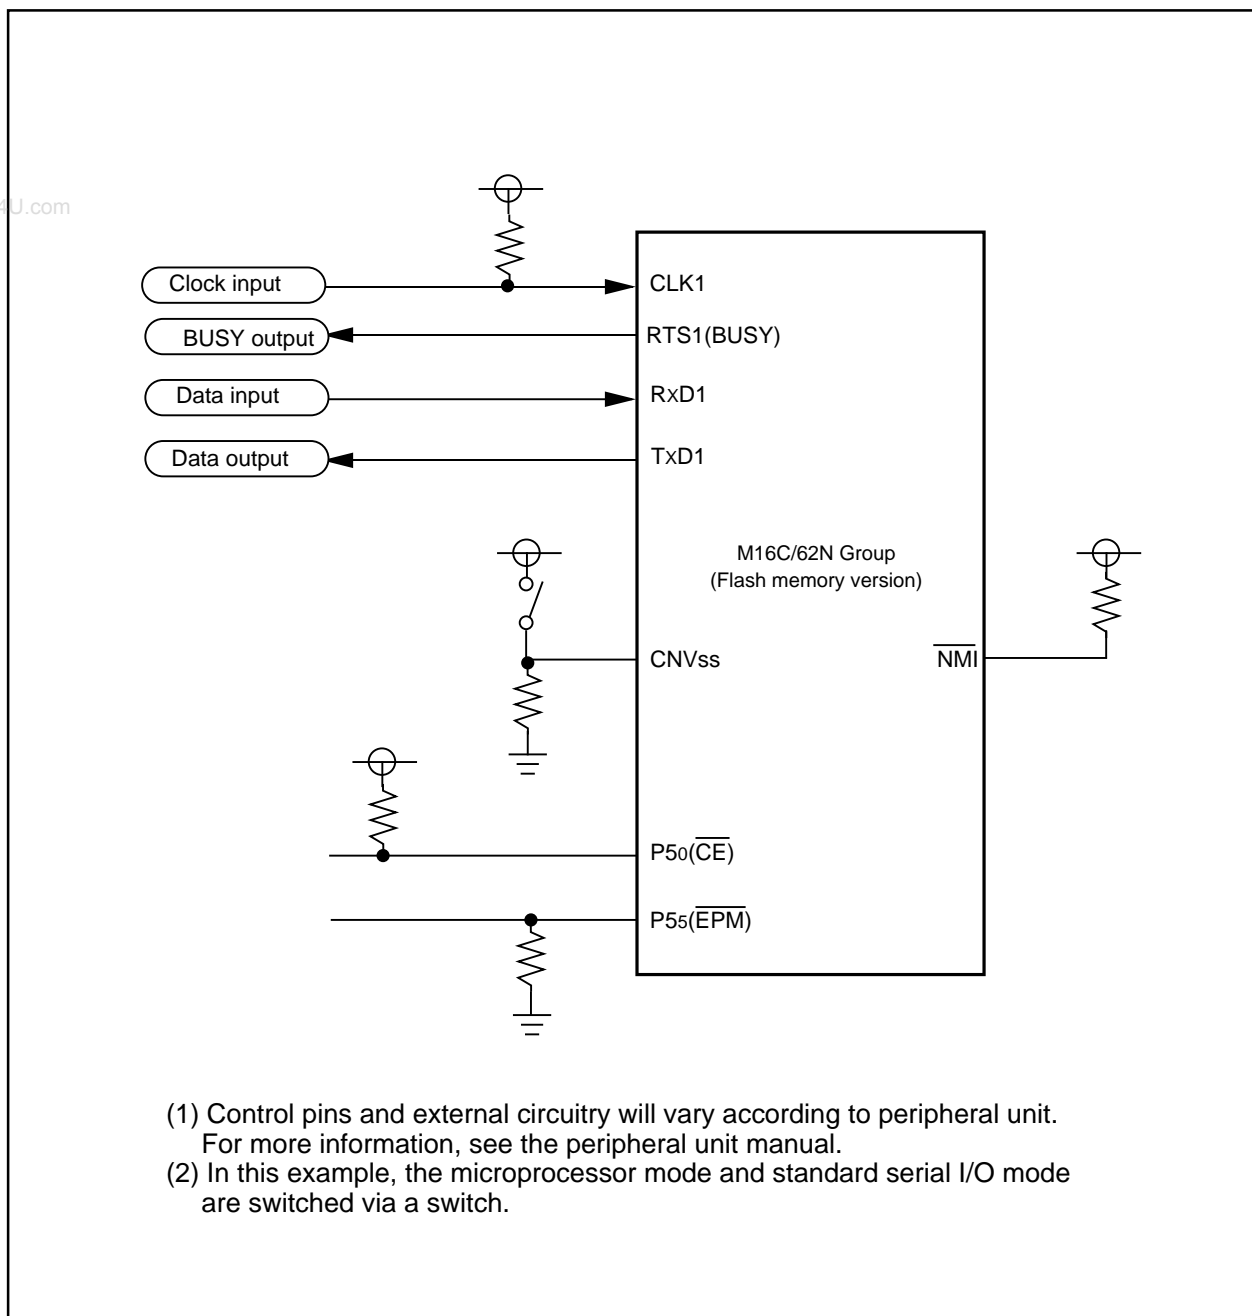 4U.com
Clock input
CLK1
BUSY output
RTS1(BUSY)
Data input
RxD1
Data output
TxD1
M16C/62N Group
(Flash memory version)
CNVss
NMI
P50(CE)
P55(EPM)
(1) Control pins and external circuitry will vary according to peripheral unit.
For more information, see the peripheral unit manual.
(2) In this example, the microprocessor mode and standard serial I/O mode
are switched via a switch.